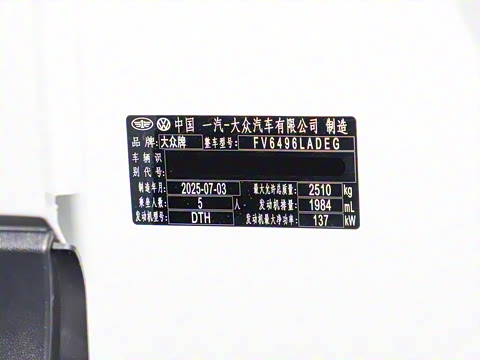 中国 一汽-大众汽车有限公司 制造
品牌: 大众牌 整车型号: FV6496LADEG
车辆识
别代号:
制造年月: 2025-07-03 最大允许总质量: 2510 kg
乘坐人数: 5 人 发动机排量: 1984 mL
发动机型号: DTH 发动机最大净功率: 137 kW